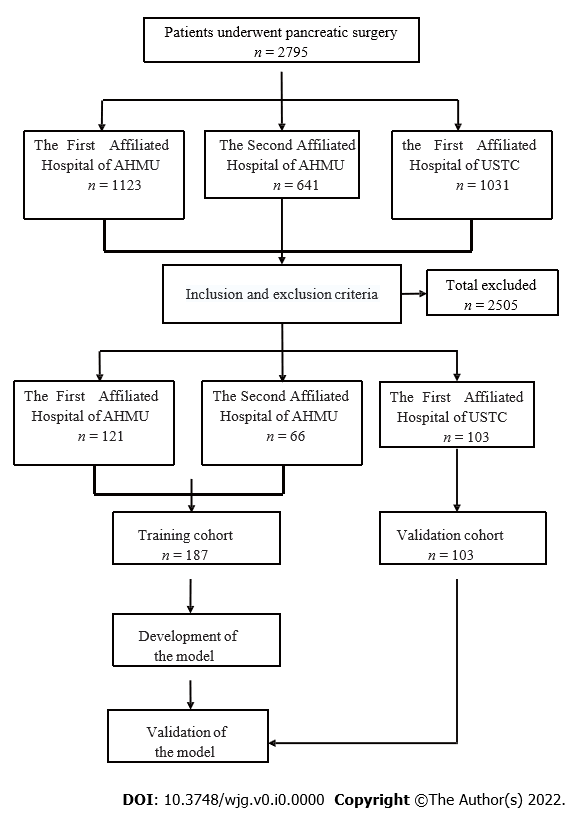 Patients underwent pancreatic surgery
n = 2795
The First Affiliated
Hospital of AHMU
n = 1123
The Second Affiliated
Hospital of AHMU
n = 641
the First Affiliated
Hospital of USTC
n = 1031
Inclusion and exclusion criteria
Total excluded
n = 2505
The First Affiliated
Hospital of AHMU
n = 121
The Second Affiliated
Hospital of AHMU
n = 66
The First Affiliated
Hospital of USTC
n = 103
Training cohort
n = 187
Validation cohort
n = 103
Development of
the model
Validation of
the model
DOI: 10.3748/wjg.v0.i0.0000 Copyright ©The Author(s) 2022.